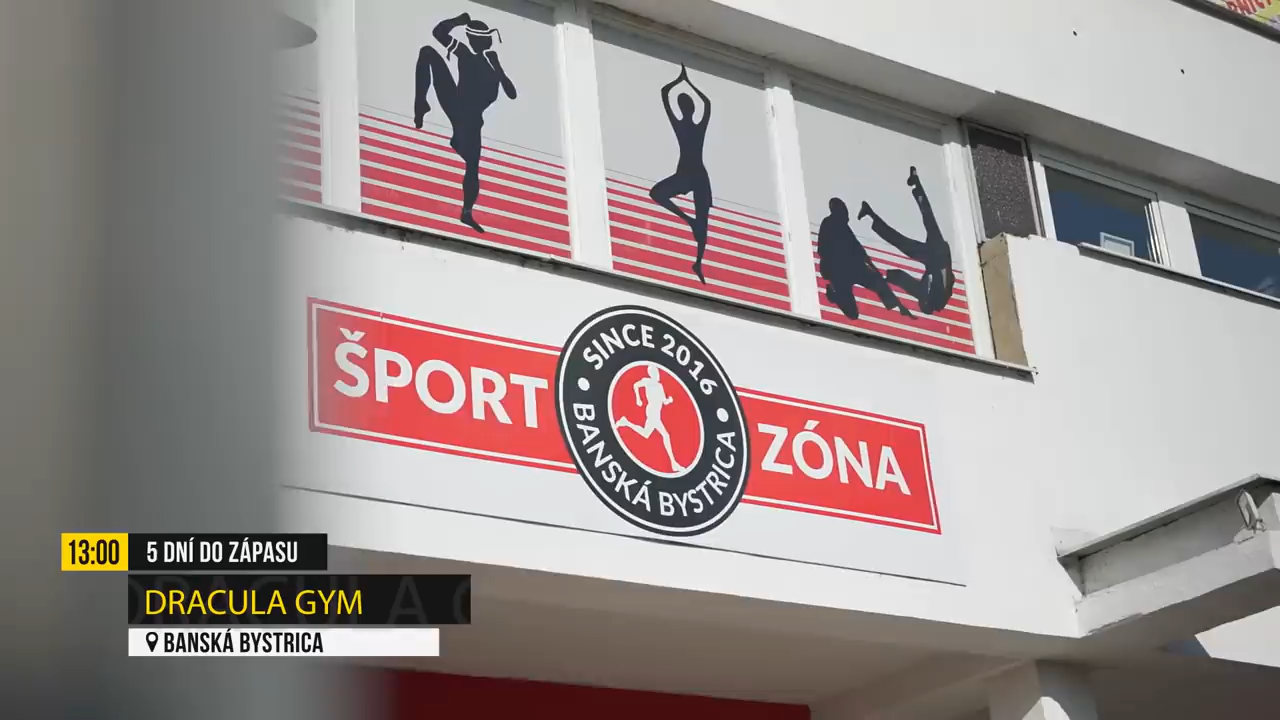 ŠPORT
SINCE 2016
BANSKÁ BYSTRICA
ZÓNA
13:00
5 DNÍ DO ZÁPASU
DRACULA GYM
BANSKÁ BYSTRICA